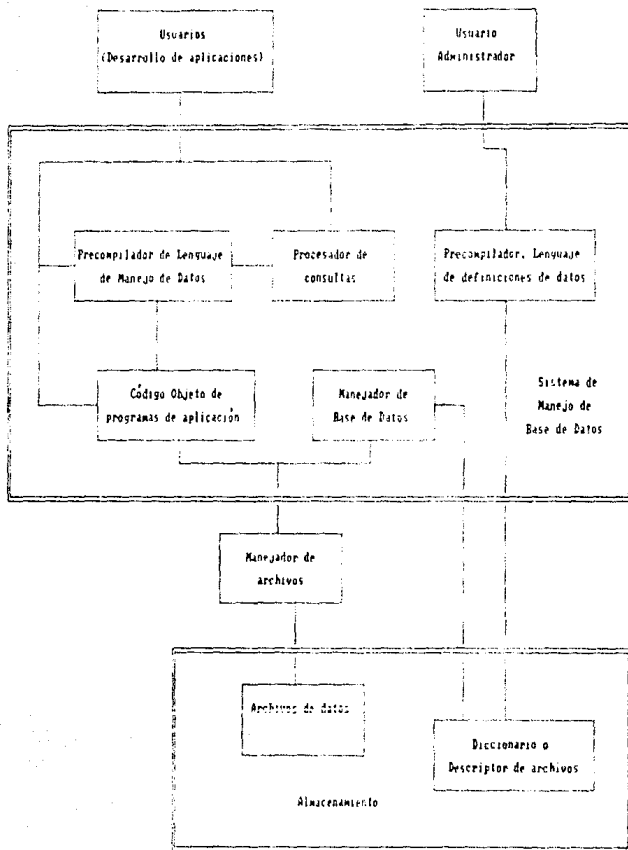 Usuarios
(Desarrollo de aplicaciones)
Usuario
Administrador
Precompilador de Lenguaje
de Manejo de Datos
Procesador de
consultas
Precompilador, Lenguaje
de definiciones de datos
Código Objeto de
programas de aplicación
Manejador de
Base de Datos
Sistema de
Manejo de
Base de Datos
Manejador de
archivos
Archivos de datos
Diccionario o
Descriptor de archivos
Almacenamiento